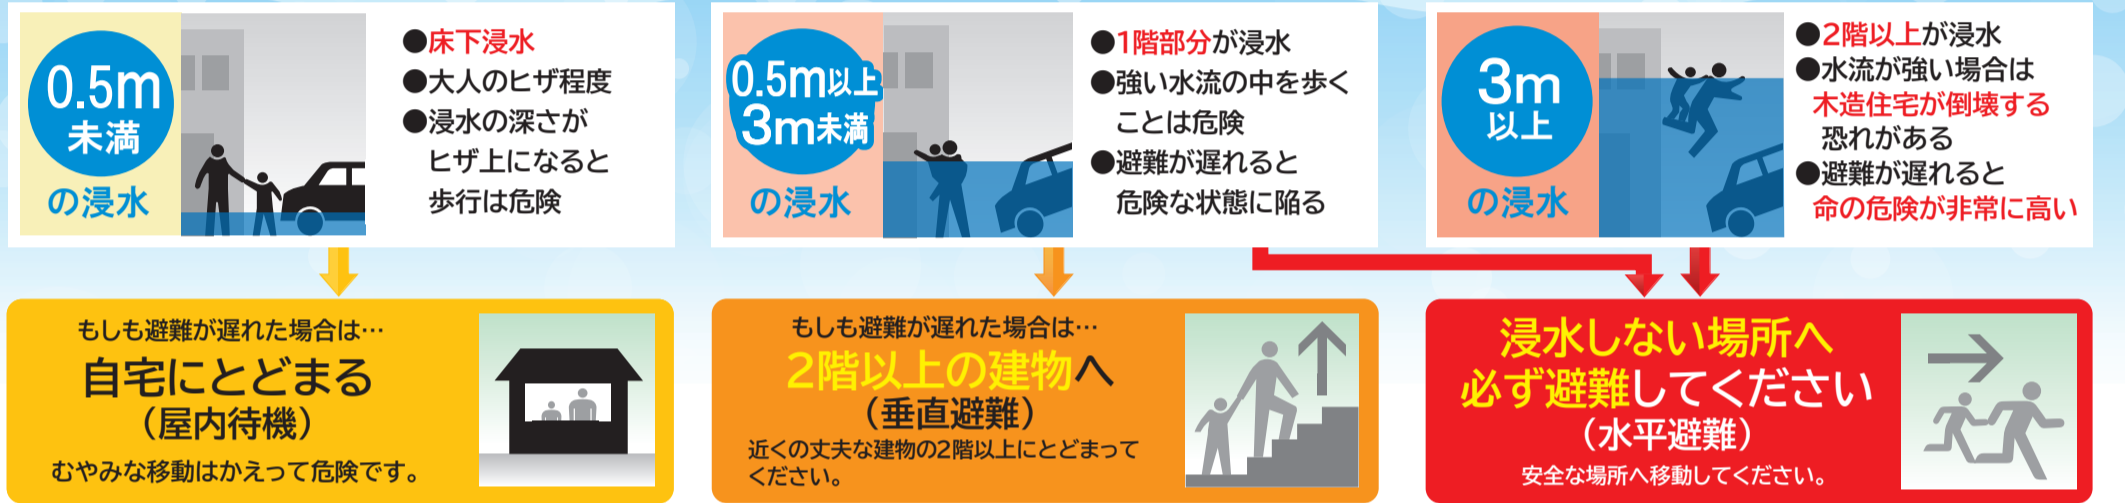 0.5m
未満
の浸水
●床下浸水
●大人のヒザ程度
●浸水の深さが
ヒザ上になると
歩行は危険
0.5m以上
3m未満
の浸水
●1階部分が浸水
●強い水流の中を歩く
ことは危険
●避難が遅れると
危険な状態に陥る
3m
以上
の浸水
●2階以上が浸水
●水流が強い場合は
木造住宅が倒壊する
恐れがある
●避難が遅れると
命の危険が非常に高い
もしも避難が遅れた場合は…
自宅にとどまる
(屋内待機)
むやみな移動はかえって危険です。
もしも避難が遅れた場合は…
2階以上の建物へ
(垂直避難)
近くの丈夫な建物の2階以上にとどまって
ください。
浸水しない場所へ
必ず避難してください
(水平避難)
安全な場所へ移動してください。